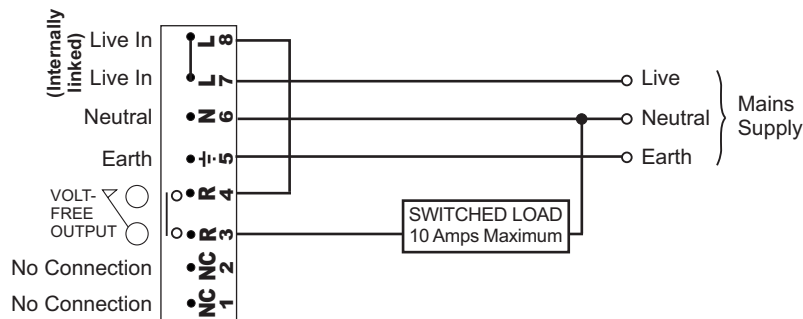 (Internally
linked)
Live In
L 8
Live In
L 7
Live
Neutral
N 6
Neutral
Mains
Supply
Earth
5
Earth
VOLT-
FREE
OUTPUT
R 4
R 3
SWITCHED LOAD
10 Amps Maximum
No Connection
NC 2
No Connection
NC 1